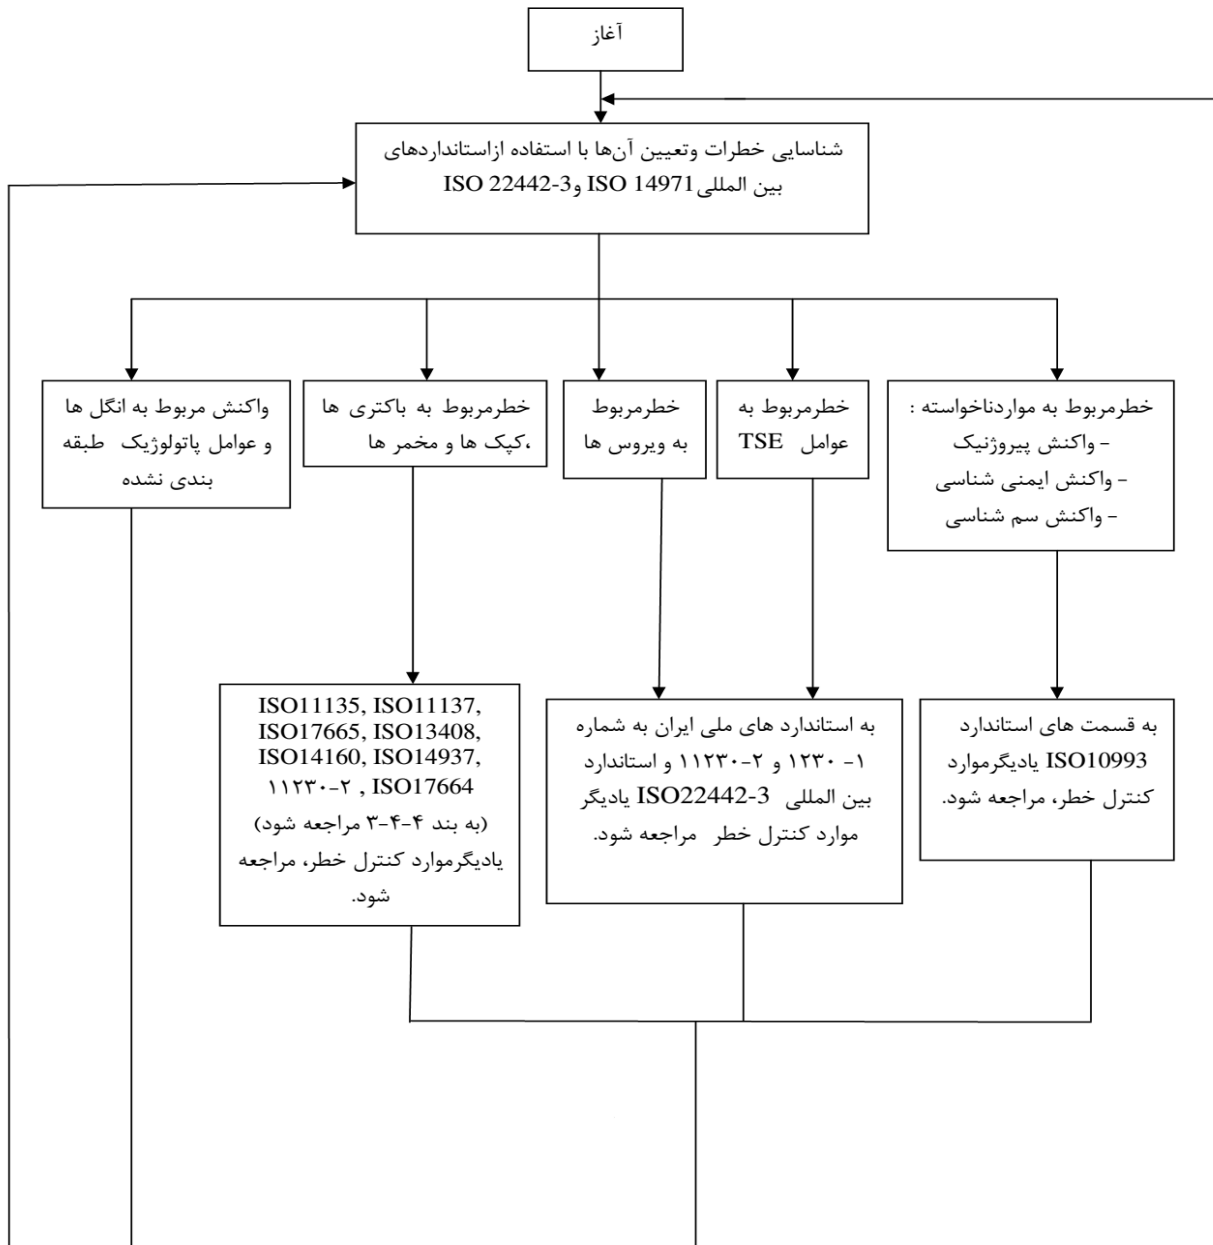 آغاز
شناسایی خطرات وتعیین آن‌ها با استفاده ازاستانداردهای
بین المللی ISO 14971 و ISO 22442-3
خطرمربوط به مواردناخواسته :
- واکنش پیروژنیک
- واکنش ایمنی شناسی
- واکنش سم شناسی
خطرمربوط به
عوامل TSE
خطرمربوط
به ویروس ها
خطرمربوط به باکتری ها
،کپک ها و مخمر ها
واکنش مربوط به انگل ها
و عوامل پاتولوژیک طبقه
بندی نشده
به قسمت های استاندارد
ISO10993 یادیگرموارد
کنترل خطر، مراجعه شود.
به استاندارد های ملی ایران به شماره
۱- ۱۲۳۰ و ۲-۱۱۲۳۰ و استاندارد
بین المللی ISO22442-3 یادیگر
موارد کنترل خطر مراجعه شود.
ISO11135, ISO11137,
ISO17665, ISO13408,
ISO14160, ISO14937,
۱۱۲۳۰-۲ , ISO17664
(به بند ۴-۴-۳ مراجعه شود)
یادیگرموارد کنترل خطر، مراجعه
شود.